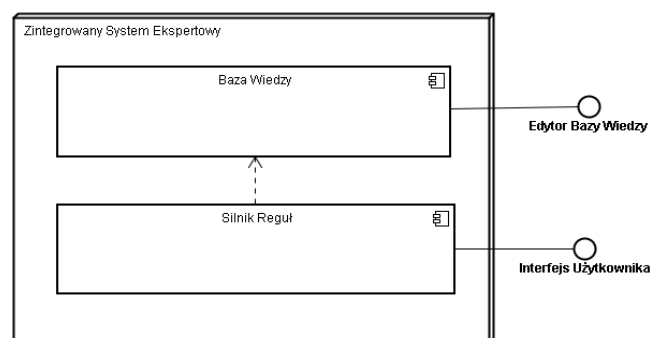 Zintegrowany System Ekspertowy
Baza Wiedzy
Edytor Bazy Wiedzy
Silnik Reguł
Interfejs Użytkownika